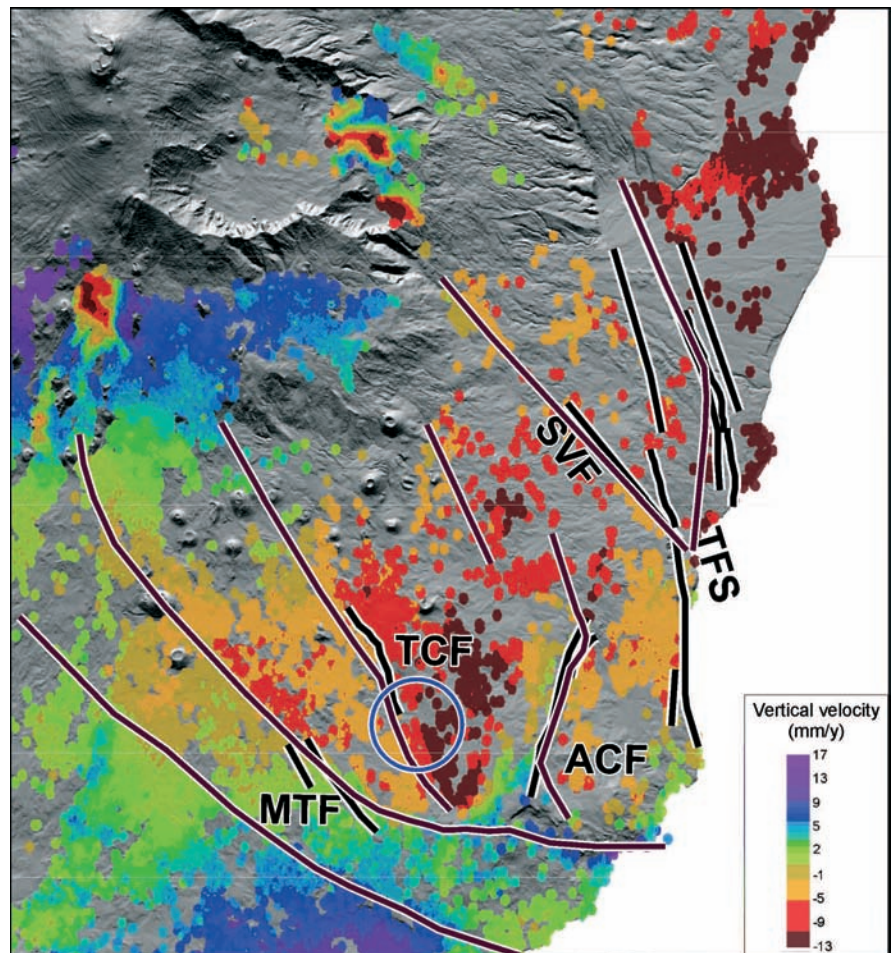 SVF
TFS
TCF
ACF
MTF
Vertical velocity
(mm/y)
17
13
9
5
2
-1
-5
-9
-13